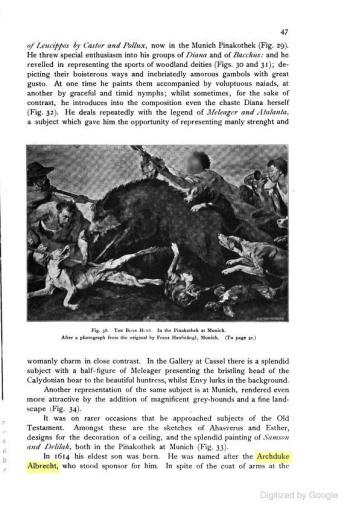 47
of Leucippos by Castor and Pollux, now in the Munich Pinakothek (Fig. 29).
He threw special enthusiasm into his groups of Diana and of Bacchus: and he
revelled in representing the sports of woodland deities (Figs. 30 and 31); de-
picting their boisterous ways and inebriatedly amorous gambols with great
gusto. At one time he paints them accompanied by voluptuous naiads, at
another by graceful and timid nymphs; whilst sometimes, for the sake of
contrast, he introduces into the composition even the chaste Diana herself
(Fig. 32). He deals repeatedly with the legend of Meleager and Atalanta,
a subject which gave him the opportunity of representing manly strenght and
Fig. 38. The Boar Hunt. In the Pinakothek at Munich.
After a photograph from the original by Franz Hanfstängl, Munich. (To page 50.)
womanly charm in close contrast. In the Gallery at Cassel there is a splendid
subject with a half-figure of Meleager presenting the bristling head of the
Calydonian boar to the beautiful huntress, whilst Envy lurks in the background.
Another representation of the same subject is at Munich, rendered even
more attractive by the addition of magnificent grey-hounds and a fine land-
scape (Fig. 34).
It was on rarer occasions that he approached subjects of the Old
Testament. Amongst these are the sketches of Ahasverus and Esther,
designs for the decoration of a ceiling, and the splendid painting of Samson
and Delilah, both in the Pinakothek at Munich (Fig. 33).
In 1614 his eldest son was born. He was named after the Archduke
Albrecht, who stood sponsor for him. In spite of the coat of arms at the
Digitized by Google